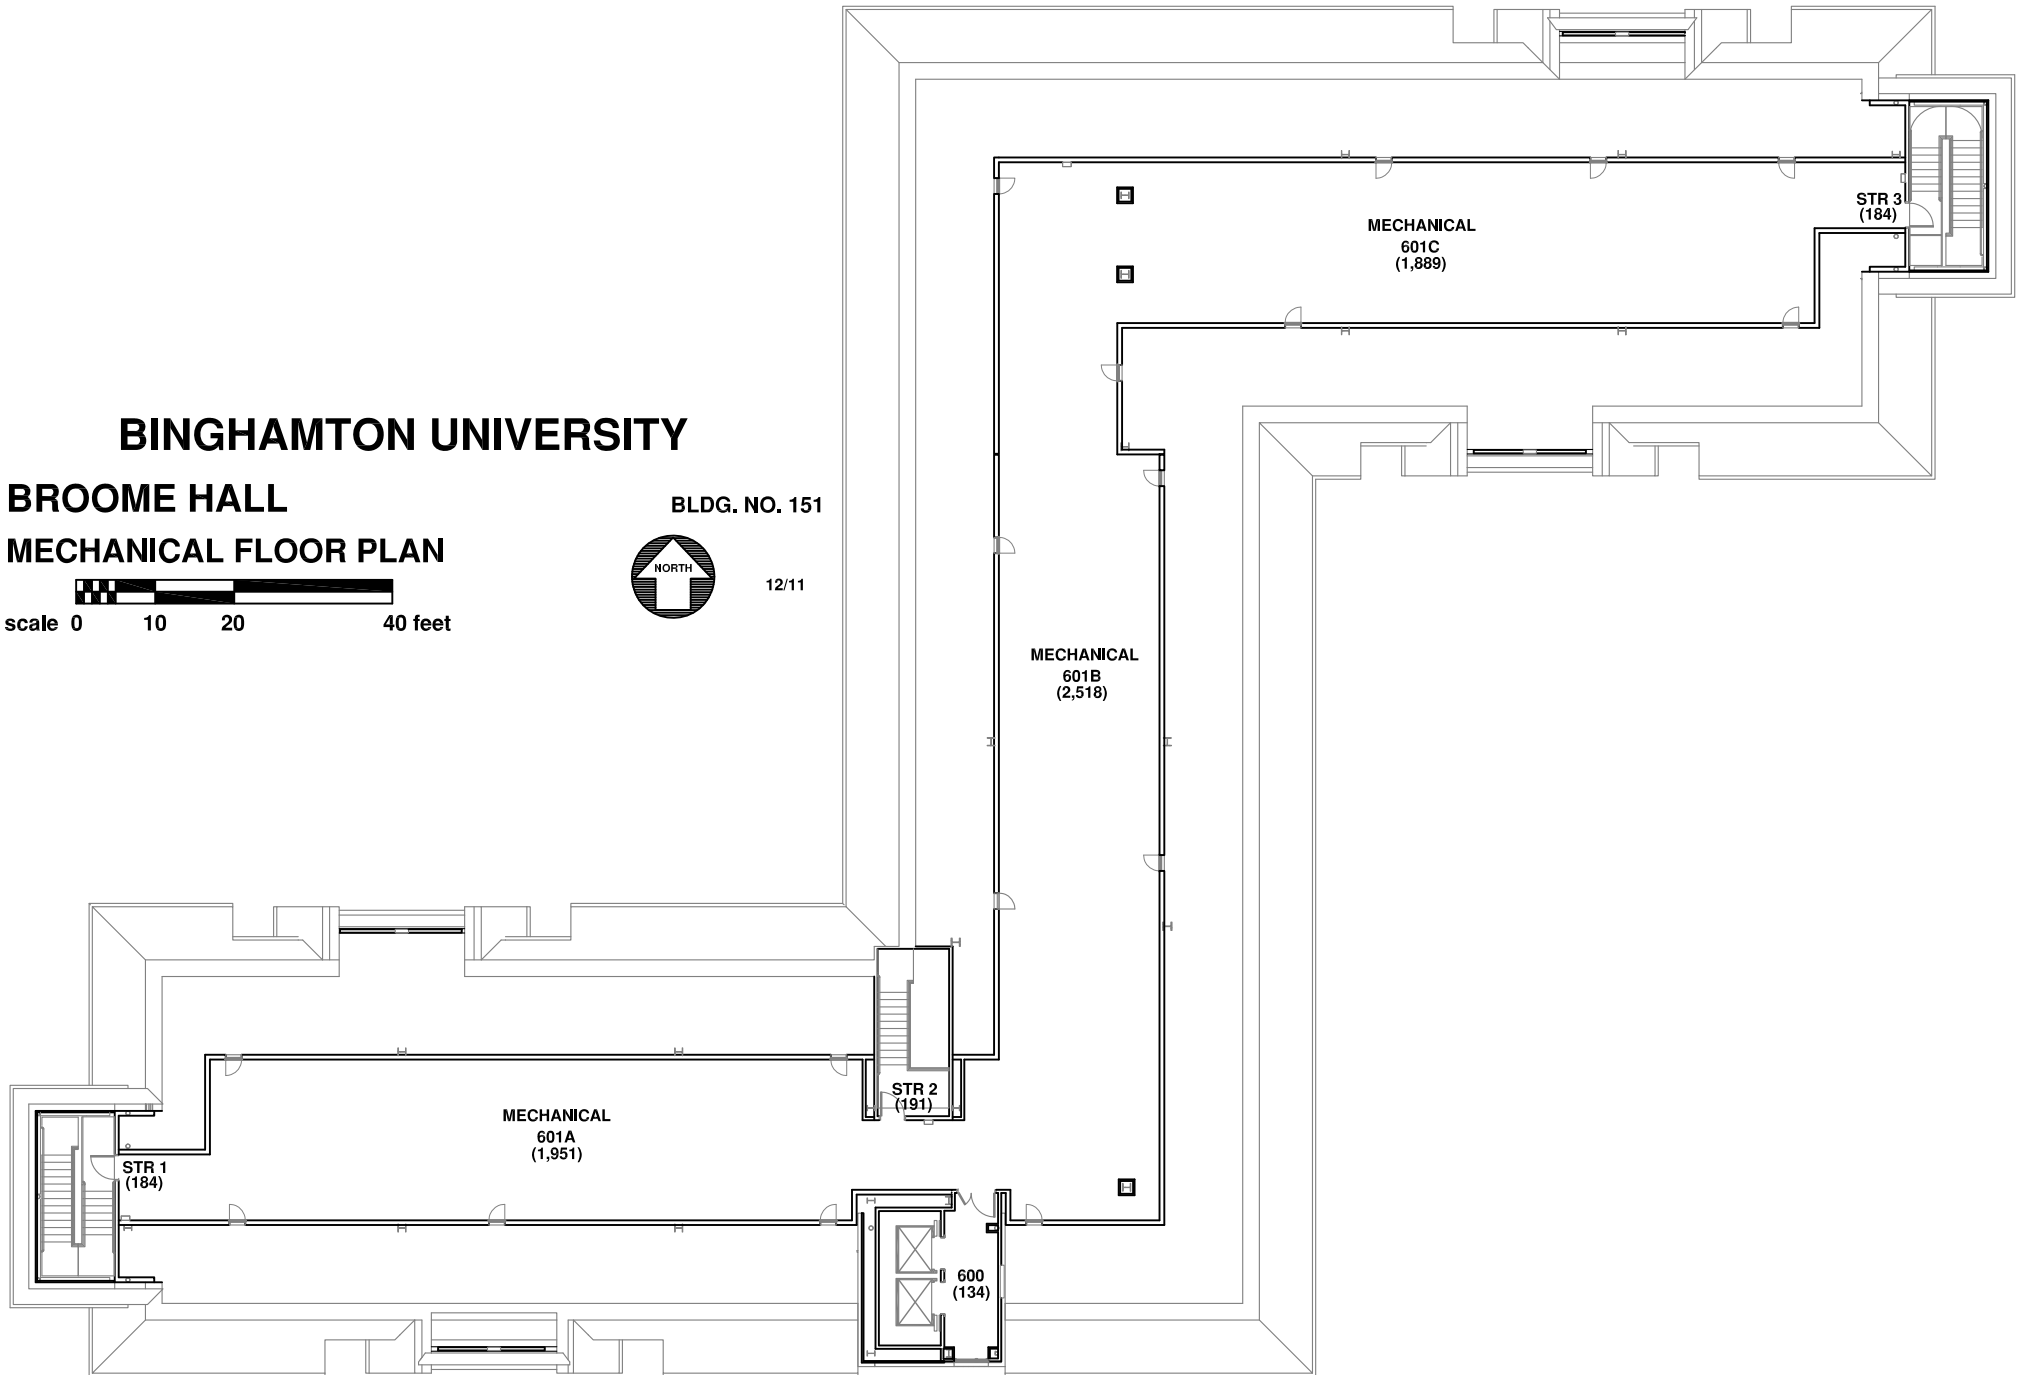 BINGHAMTON UNIVERSITY
BROOME HALL
BLDG. NO. 151
MECHANICAL FLOOR PLAN
NORTH
12/11
scale 0 10 20 40 feet
STR 3
(184)
MECHANICAL
601C
(1,889)
MECHANICAL
601B
(2,518)
STR 2
(191)
MECHANICAL
601A
(1,951)
STR 1
(184)
600
(134)